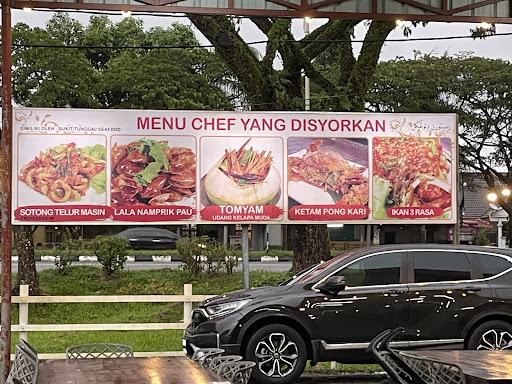 DIMILIKI OLEH : BUKIT TUNGGAL SEAFOOD
MENU CHEF YANG DISYORKAN
SOTONG TELUR MASIN
LALA NAMPRIK PAU
TOMYAM
UDANG KELAPA MUDA
KETAM PONG KARI
IKAN 3 RASA